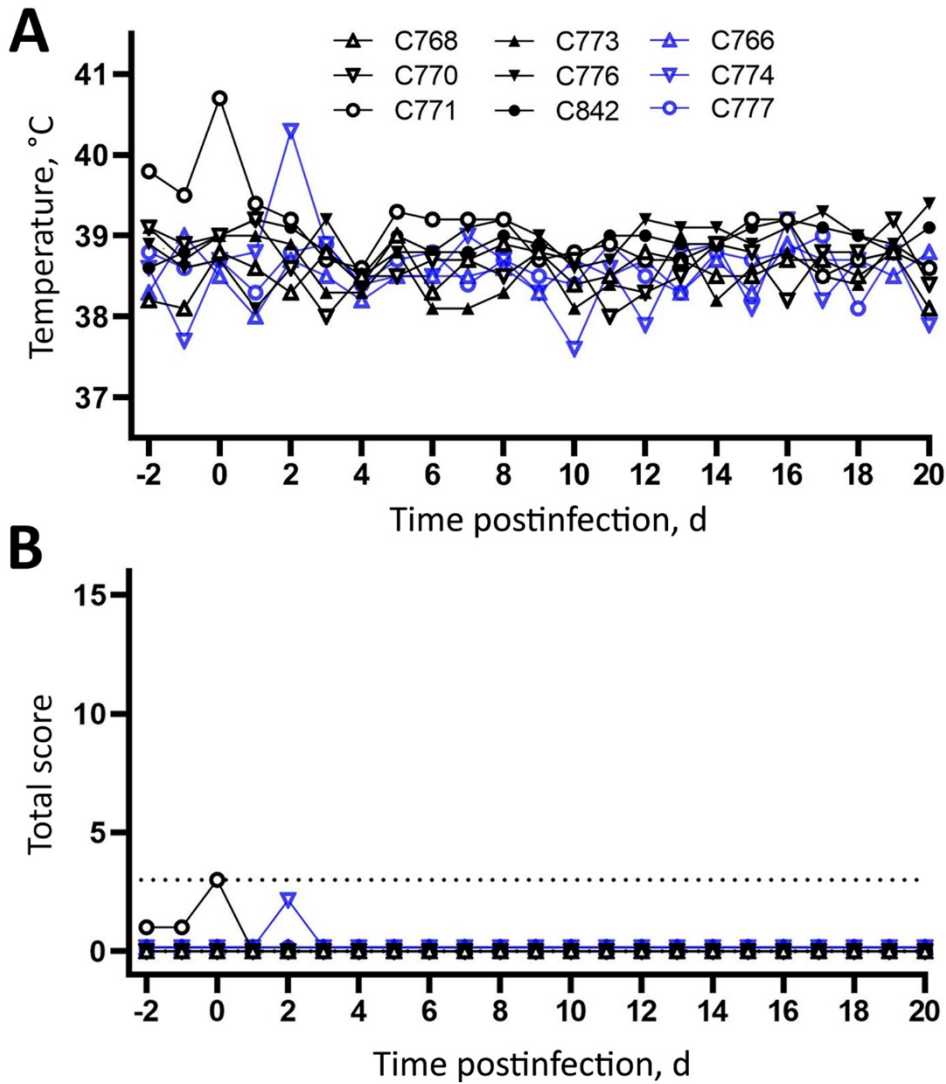 A
C768 C773 C766
C770 C776 C774
C771 C842 C777
Temperature, °C
41
40
39
38
37
-2 0 2 4 6 8 10 12 14 16 18 20
Time postinfection, d
B
Total score
15
10
5
0
-2 0 2 4 6 8 10 12 14 16 18 20
Time postinfection, d